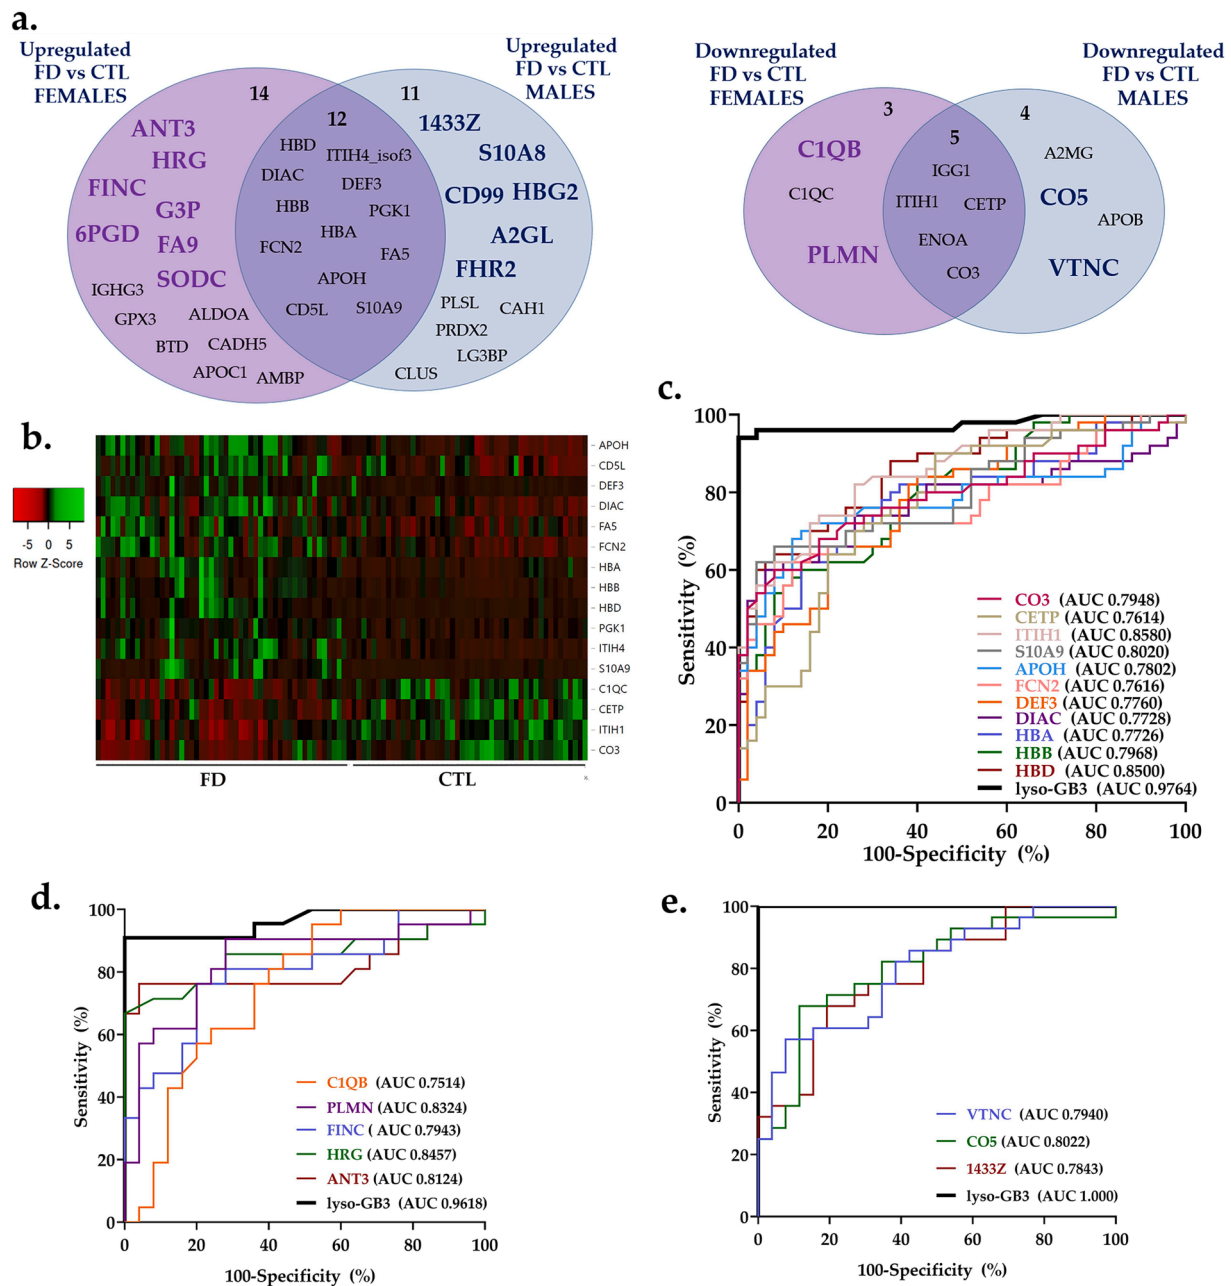 a.
Upregulated
FD vs CTL
FEMALES
Upregulated
FD vs CTL
MALES
14
12
11
ANT3
HRG
FINC
G3P
6PGD
FA9
SODC
IGHG3
GPX3
ALDOA
BTD
CADH5
APOC1
AMBP
HBD
ITIH4_isof3
DIAC
DEF3
HBB
PGK1
HBA
FCN2
FA5
APOH
CD5L
S10A9
1433Z
S10A8
CD99
HBG2
A2GL
FHR2
PLSL
CAH1
PRDX2
LG3BP
CLUS
Downregulated
FD vs CTL
FEMALES
Downregulated
FD vs CTL
MALES
3
5
4
C1QB
C1QC
PLMN
IGG1
ITIH1
CETP
ENOA
CO3
A2MG
CO5
APOB
VTNC
b.
-5 0 5
Row Z-Score
APOH
CD5L
DEF3
DIAC
FA5
FCN2
HBA
HBB
HBD
PGK1
ITIH4
S10A9
C1QC
CETP
ITIH1
CO3
FD
CTL
c.
Sensitivity (%)
100
80
60
40
20
0
0 20 40 60 80 100
100-Specificity (%)
CO3 (AUC 0.7948)
CETP (AUC 0.7614)
ITIH1 (AUC 0.8580)
S10A9 (AUC 0.8020)
APOH (AUC 0.7802)
FCN2 (AUC 0.7616)
DEF3 (AUC 0.7760)
DIAC (AUC 0.7728)
HBA (AUC 0.7726)
HBB (AUC 0.7968)
HBD (AUC 0.8500)
lyso-GB3 (AUC 0.9764)
d.
Sensitivity (%)
100
80
60
40
20
0
0 20 40 60 80 100
100-Specificity (%)
C1QB (AUC 0.7514)
PLMN (AUC 0.8324)
FINC ( AUC 0.7943)
HRG (AUC 0.8457)
ANT3 (AUC 0.8124)
lyso-GB3 (AUC 0.9618)
e.
Sensitivity (%)
100
80
60
40
20
0
0 20 40 60 80 100
100-Specificity (%)
VTNC (AUC 0.7940)
CO5 (AUC 0.8022)
1433Z (AUC 0.7843)
lyso-GB3 (AUC 1.000)